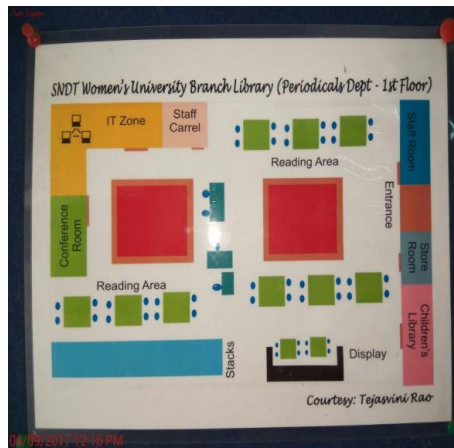 SNDT Women's University Branch Library (Periodicals Dept - 1st Floor)
IT Zone
Staff
Carrel
Reading Area
Staff Room
Entrance
Conference
Room
Store
Room
Reading Area
Children's
Library
Stacks
Display
Courtesy: Tejasvini Rao
06/09/2017 12:16 PM